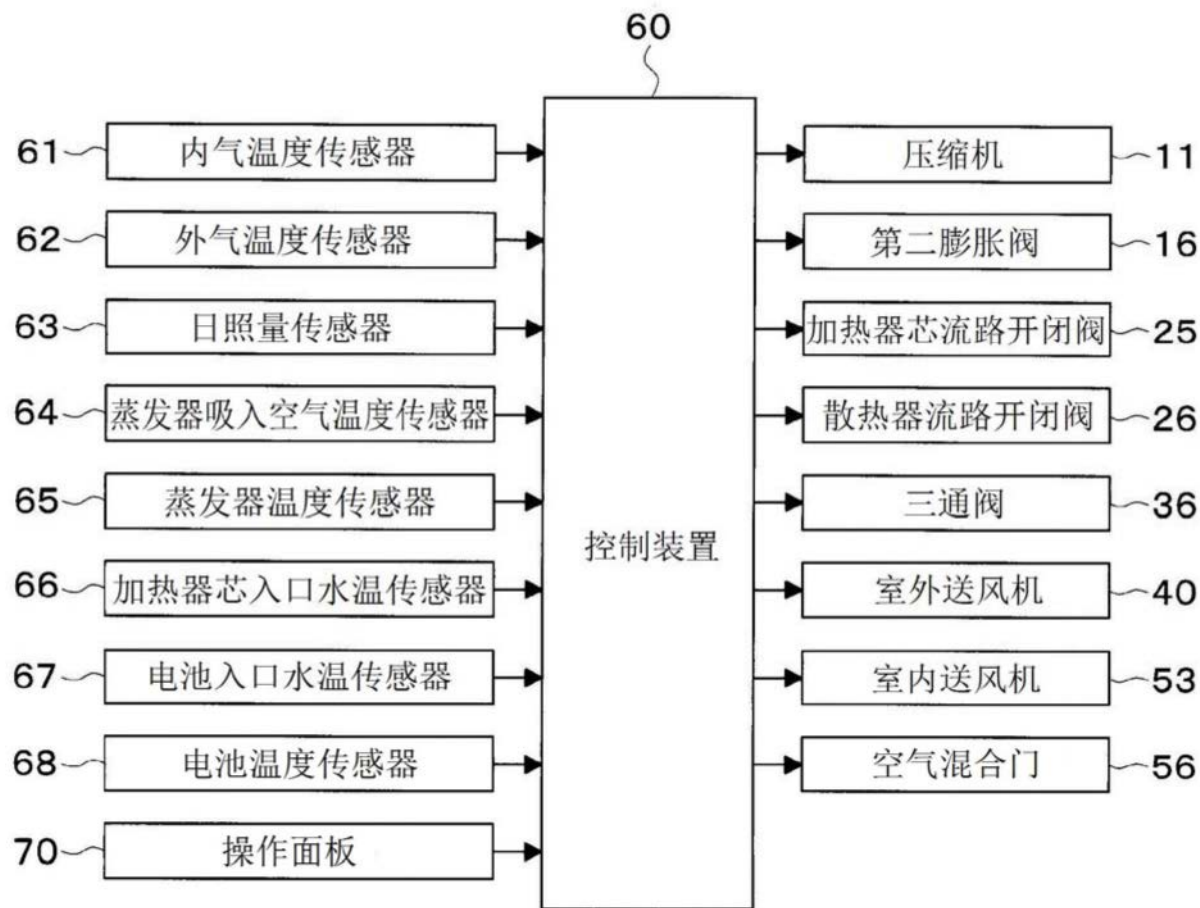 60
61 内气温度传感器
压缩机 11
62 外气温度传感器
第二膨胀阀 16
63 日照量传感器
加热器芯流路开闭阀 25
64 蒸发器吸入空气温度传感器
散热器流路开闭阀 26
65 蒸发器温度传感器
三通阀 36
控制装置
66 加热器芯入口水温传感器
室外送风机 40
67 电池入口水温传感器
室内送风机 53
68 电池温度传感器
空气混合门 56
70 操作面板